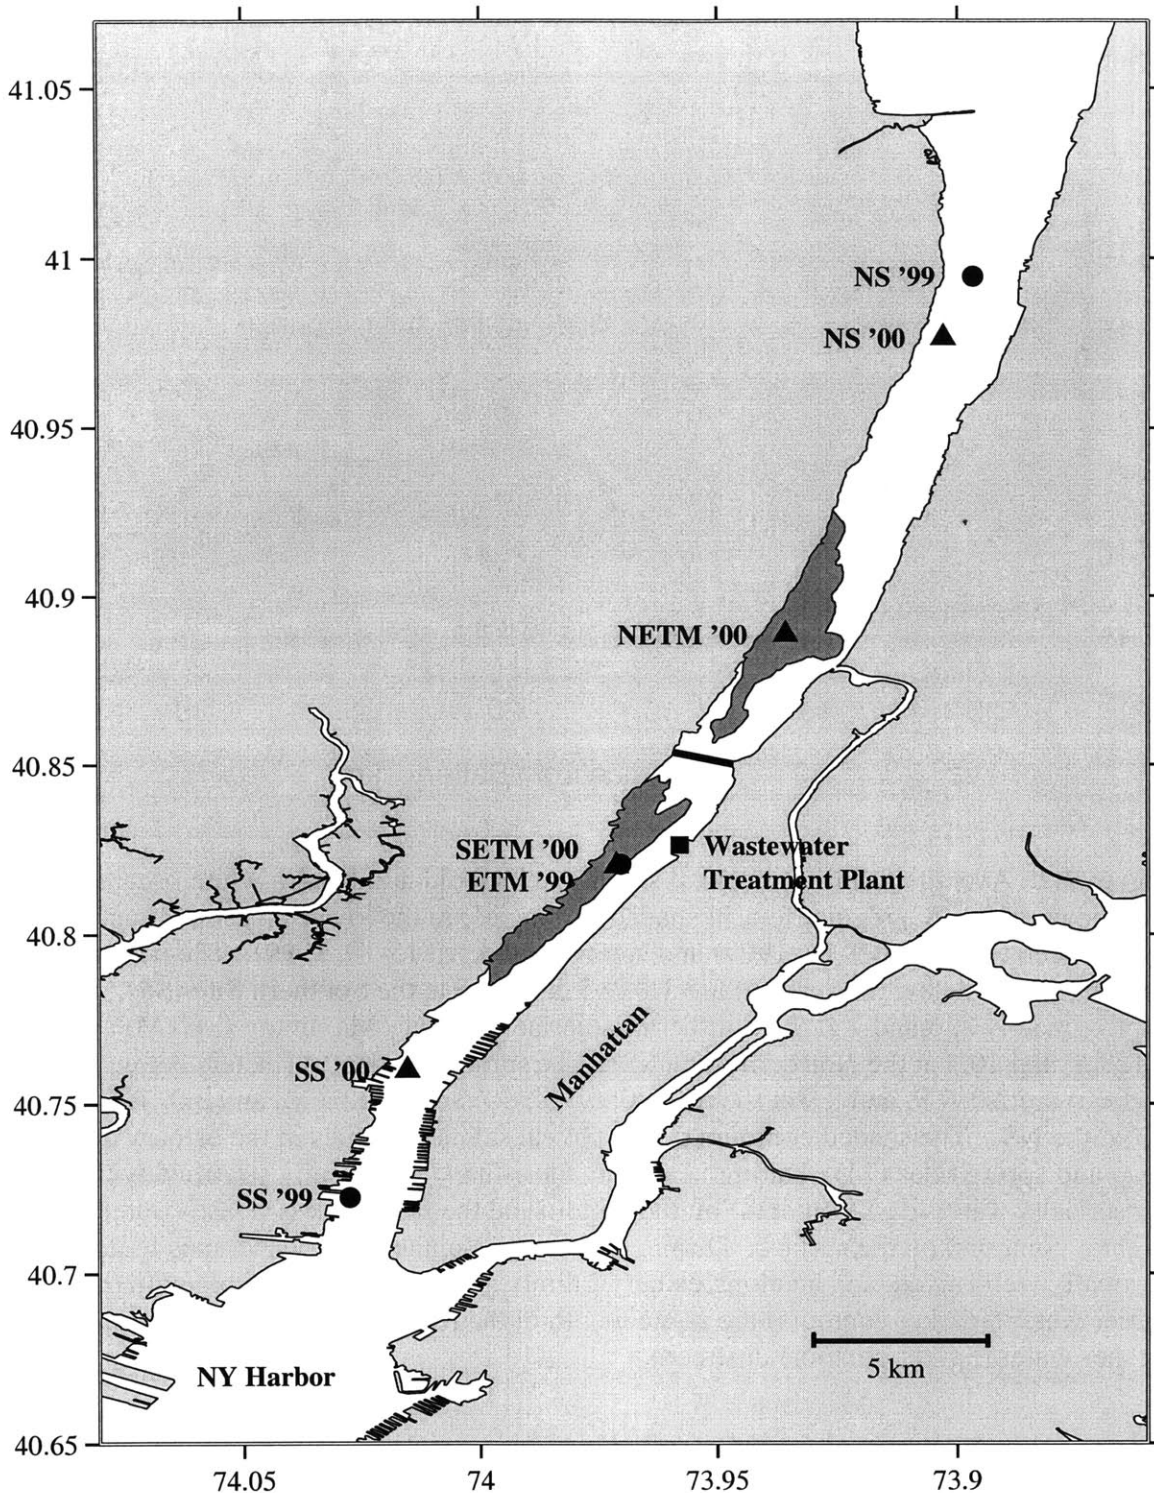 41.05
41
NS ’99
NS ’00
40.95
40.9
NETM ’00
40.85
SETM ’00
ETM ’99
Wastewater
Treatment Plant
40.8
Manhattan
SS ’00
40.75
SS ’99
40.7
5 km
NY Harbor
40.65
74.05
74
73.95
73.9